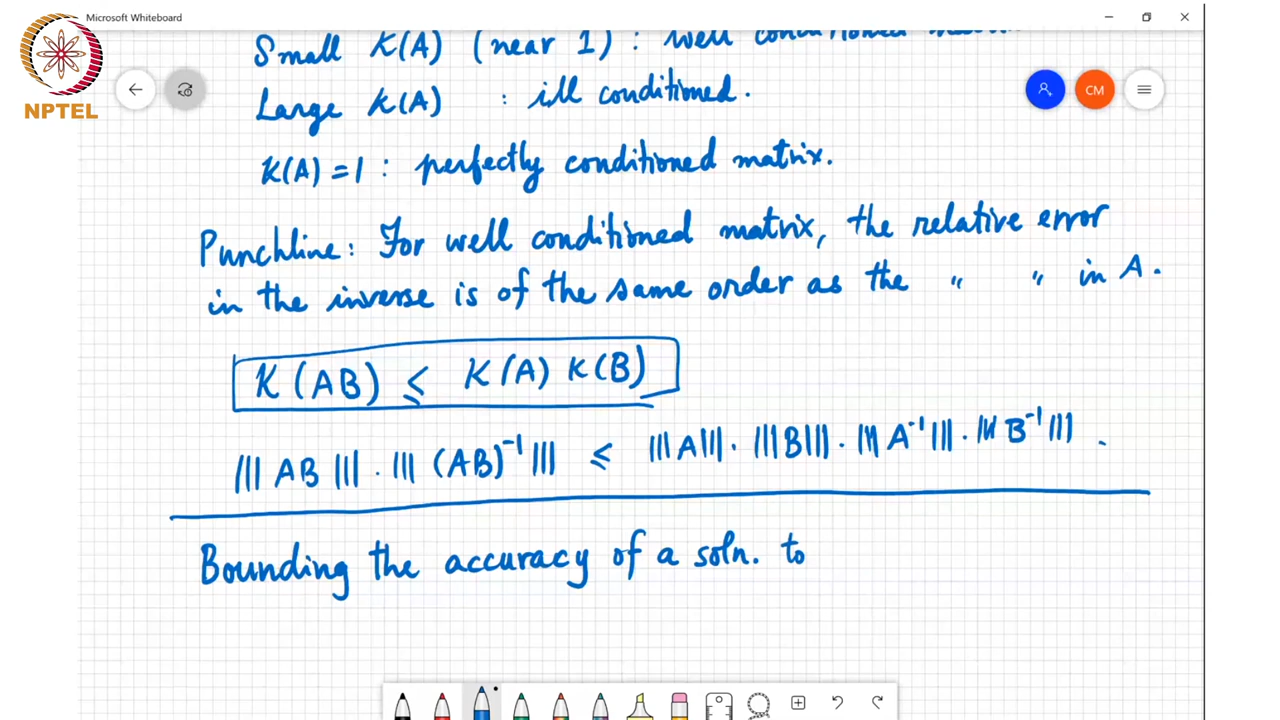 Microsoft Whiteboard
NPTEL
CM
Small K(A) (near 1) : well conditioned
Large K(A) : ill conditioned.
K(A) = 1 : perfectly conditioned matrix.
Punchline: For well conditioned matrix, the relative error
in the inverse is of the same order as the " " in A.
K(AB) ≤ K(A) K(B)
||| AB ||| · ||| (AB)⁻¹ ||| ≤ ||| A ||| · ||| B ||| · ||| A⁻¹ ||| · ||| B⁻¹ ||| .
Bounding the accuracy of a soln. to